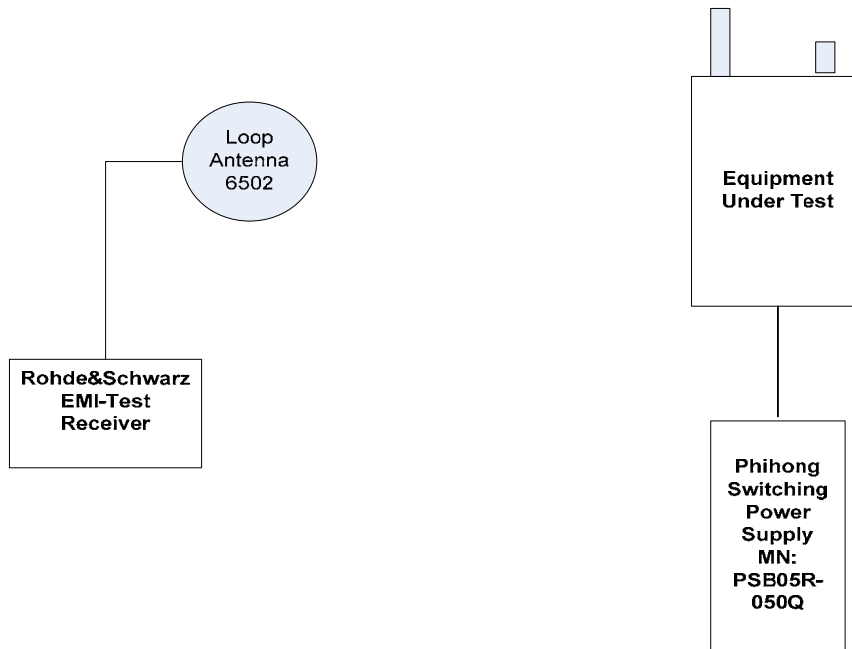 Loop
Antenna
6502
Equipment
Under Test
Rohde&Schwarz
EMI-Test
Receiver
Phihong
Switching
Power
Supply
MN:
PSB05R-
050Q